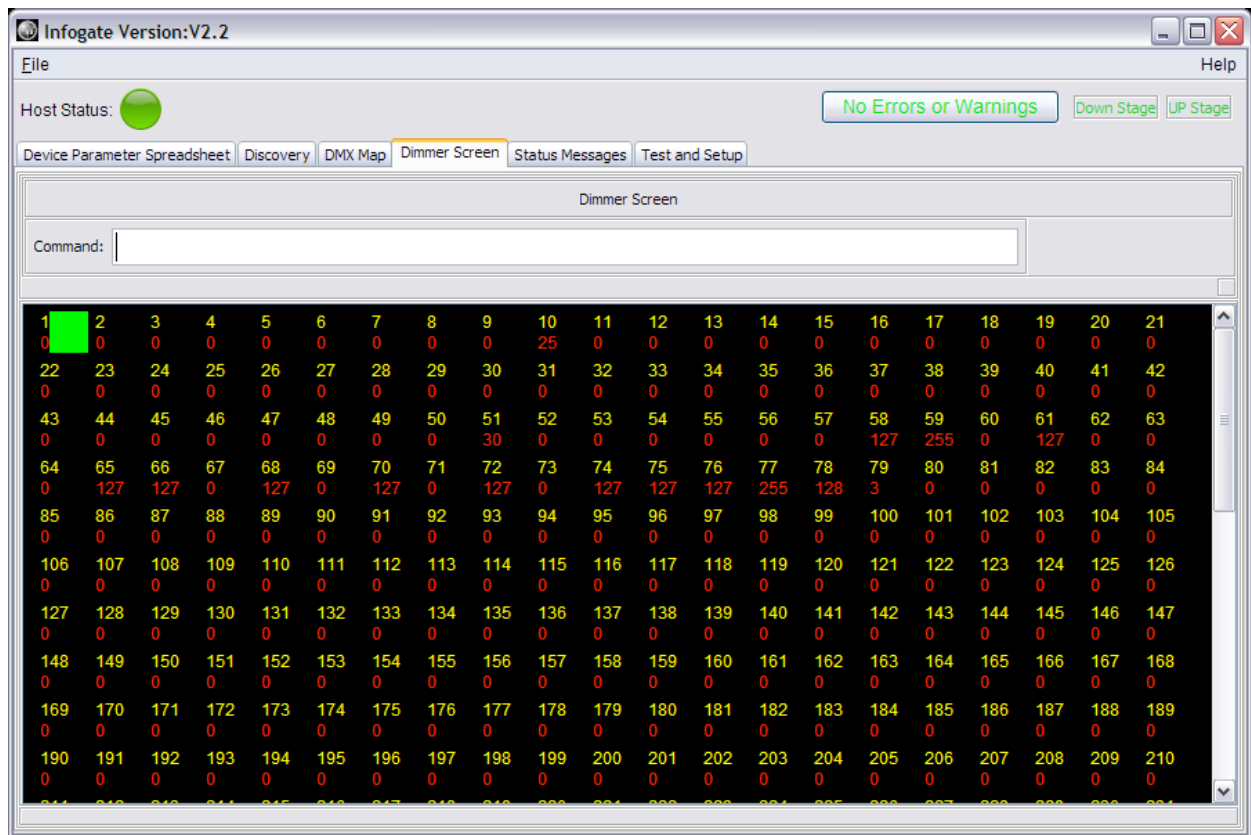 Infogate Version:V2.2
File Help
Host Status: No Errors or Warnings Down Stage UP Stage
Device Parameter Spreadsheet Discovery DMX Map Dimmer Screen Status Messages Test and Setup
Dimmer Screen
Command:
1 2 3 4 5 6 7 8 9 10 11 12 13 14 15 16 17 18 19 20 21
0 0 0 0 0 0 0 0 0 25 0 0 0 0 0 0 0 0 0 0 0
22 23 24 25 26 27 28 29 30 31 32 33 34 35 36 37 38 39 40 41 42
0 0 0 0 0 0 0 0 0 0 0 0 0 0 0 0 0 0 0 0 0
43 44 45 46 47 48 49 50 51 52 53 54 55 56 57 58 59 60 61 62 63
0 0 0 0 0 0 0 0 30 0 0 0 0 0 0 127 255 0 127 0 0
64 65 66 67 68 69 70 71 72 73 74 75 76 77 78 79 80 81 82 83 84
0 127 127 0 127 0 127 0 127 0 127 127 127 255 128 3 0 0 0 0 0
85 86 87 88 89 90 91 92 93 94 95 96 97 98 99 100 101 102 103 104 105
0 0 0 0 0 0 0 0 0 0 0 0 0 0 0 0 0 0 0 0 0
106 107 108 109 110 111 112 113 114 115 116 117 118 119 120 121 122 123 124 125 126
0 0 0 0 0 0 0 0 0 0 0 0 0 0 0 0 0 0 0 0 0
127 128 129 130 131 132 133 134 135 136 137 138 139 140 141 142 143 144 145 146 147
0 0 0 0 0 0 0 0 0 0 0 0 0 0 0 0 0 0 0 0 0
148 149 150 151 152 153 154 155 156 157 158 159 160 161 162 163 164 165 166 167 168
0 0 0 0 0 0 0 0 0 0 0 0 0 0 0 0 0 0 0 0 0
169 170 171 172 173 174 175 176 177 178 179 180 181 182 183 184 185 186 187 188 189
0 0 0 0 0 0 0 0 0 0 0 0 0 0 0 0 0 0 0 0 0
190 191 192 193 194 195 196 197 198 199 200 201 202 203 204 205 206 207 208 209 210
0 0 0 0 0 0 0 0 0 0 0 0 0 0 0 0 0 0 0 0 0